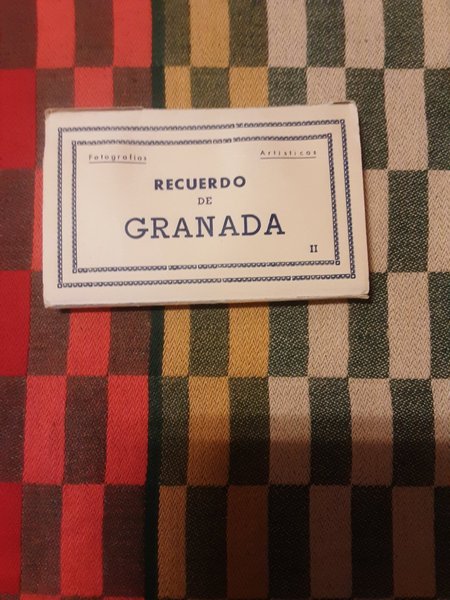 Fotografías Artísticas
RECUERDO
DE
GRANADA
II